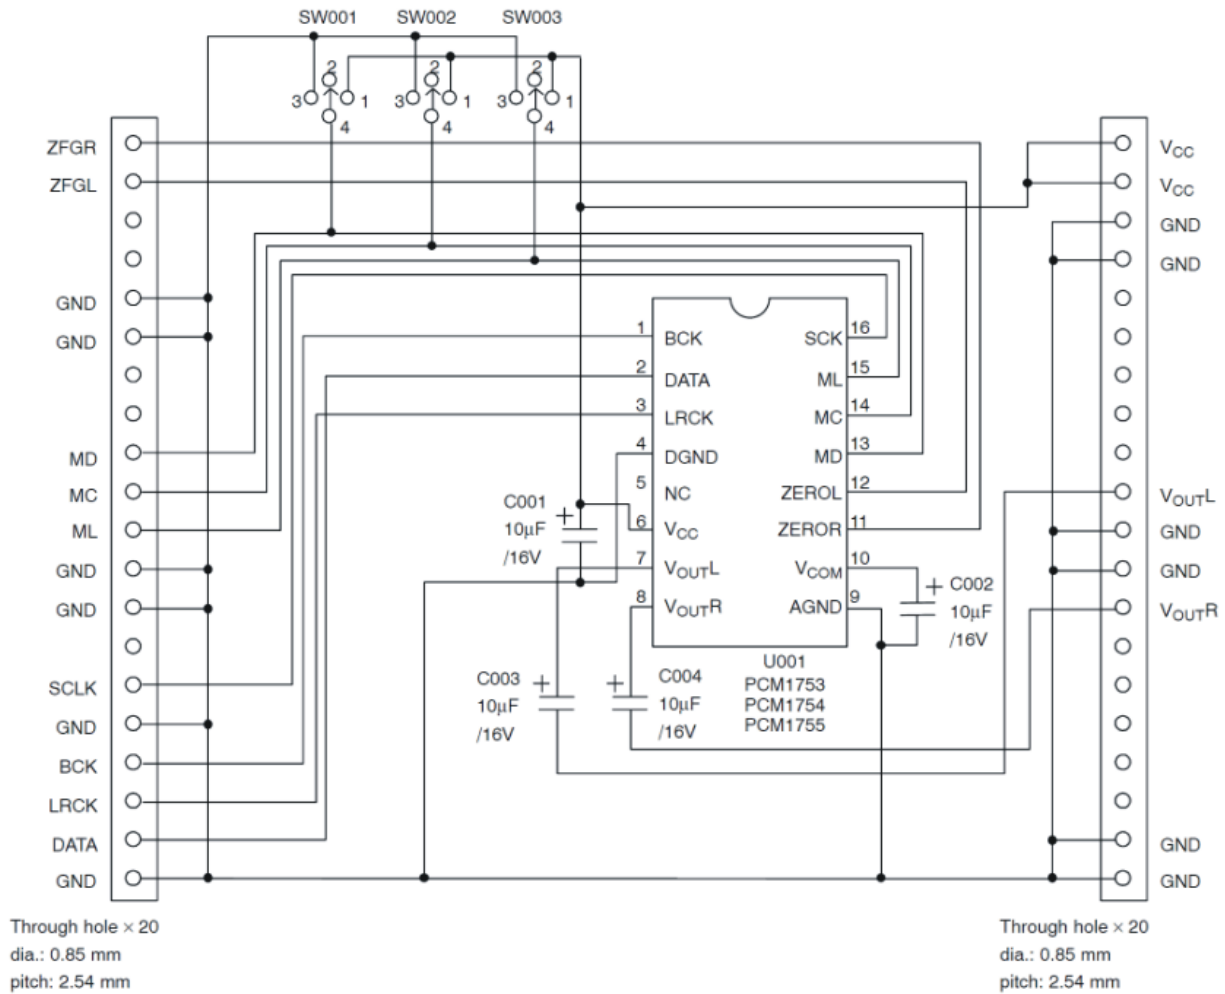 SW001 SW002 SW003
2 2 2
3 1 3 1 3 1
4 4 4
ZFGR
ZFGL
GND
GND
MD
MC
ML
GND
GND
SCLK
GND
BCK
LRCK
DATA
GND
Through hole × 20
dia.: 0.85 mm
pitch: 2.54 mm
1 BCK
2 DATA
3 LRCK
4 DGND
5 NC
6 VCC
7 VOUTL
8 VOUTR
SCK 16
ML 15
MC 14
MD 13
ZEROL 12
ZEROR 11
VCOM 10
AGND 9
U001
PCM1753
PCM1754
PCM1755
C001
+
10μF
/16V
+
C002
10μF
/16V
C003
+
10μF
/16V
+
C004
10μF
/16V
VCC
VCC
GND
GND
VOUTL
GND
GND
VOUTR
GND
GND
Through hole × 20
dia.: 0.85 mm
pitch: 2.54 mm